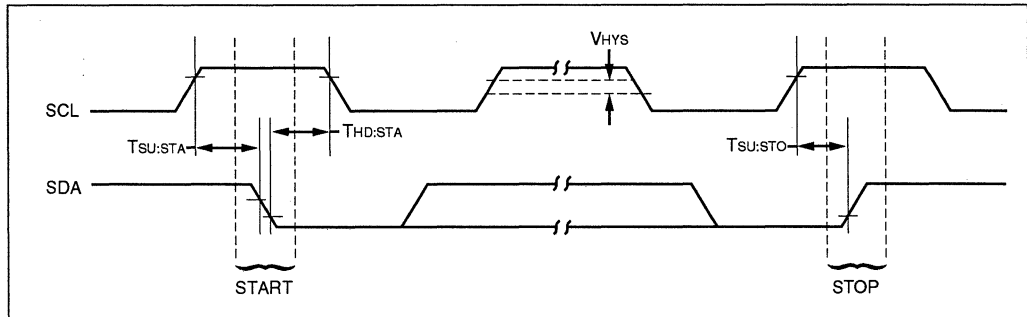 VHYS
SCL
THD:STA
TSU:STA
TSU:STO
SDA
START
STOP